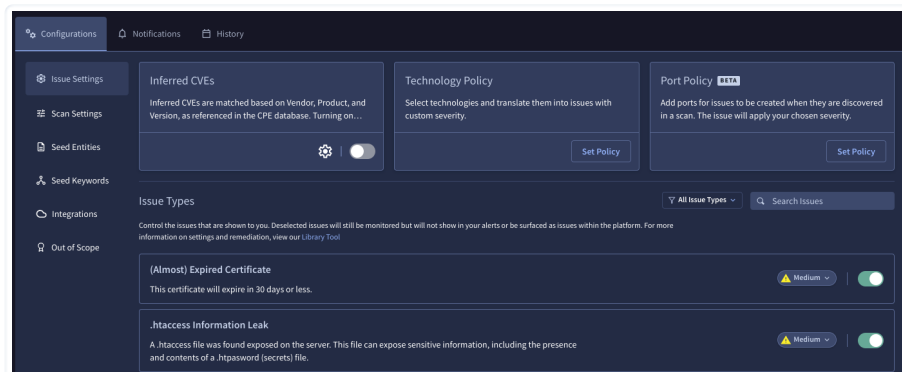 Configurations
Notifications
History
Issue Settings
Scan Settings
Seed Entities
Seed Keywords
Integrations
Out of Scope
Inferred CVEs
Inferred CVEs are matched based on Vendor, Product, and
Version, as referenced in the CPE database. Turning on…
Technology Policy
Select technologies and translate them into issues with
custom severity.
Set Policy
Port Policy BETA
Add ports for issues to be created when they are discovered
in a scan. The issue will apply your chosen severity.
Set Policy
Issue Types
All Issue Types
Search Issues
Control the issues that are shown to you. Deselected issues will still be monitored but will not show in your alerts or be surfaced as issues within the platform. For more
information on settings and remediation, view our Library Tool
(Almost) Expired Certificate
This certificate will expire in 30 days or less.
Medium
.htaccess Information Leak
A .htaccess file was found exposed on the server. This file can expose sensitive information, including the presence
and contents of a .htpasword (secrets) file.
Medium